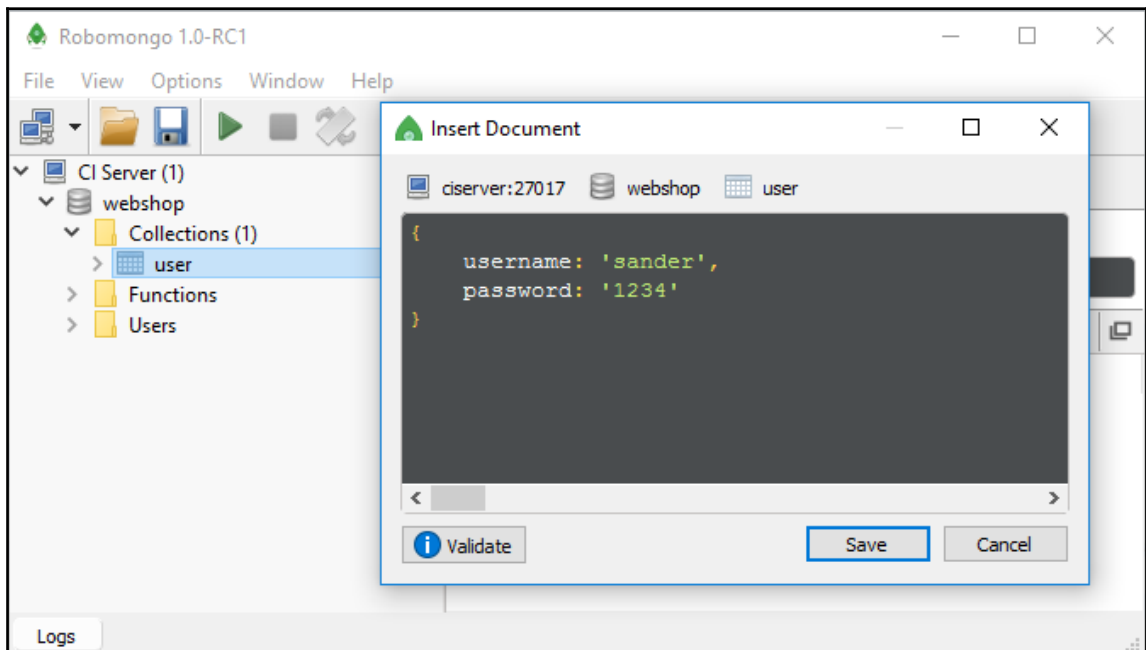 Robomongo 1.0-RC1
File View Options Window Help
Insert Document
CI Server (1)
webshop
Collections (1)
user
Functions
Users
ciserver:27017 webshop user
{
username: 'sander',
password: '1234'
}
Validate Save Cancel
Logs